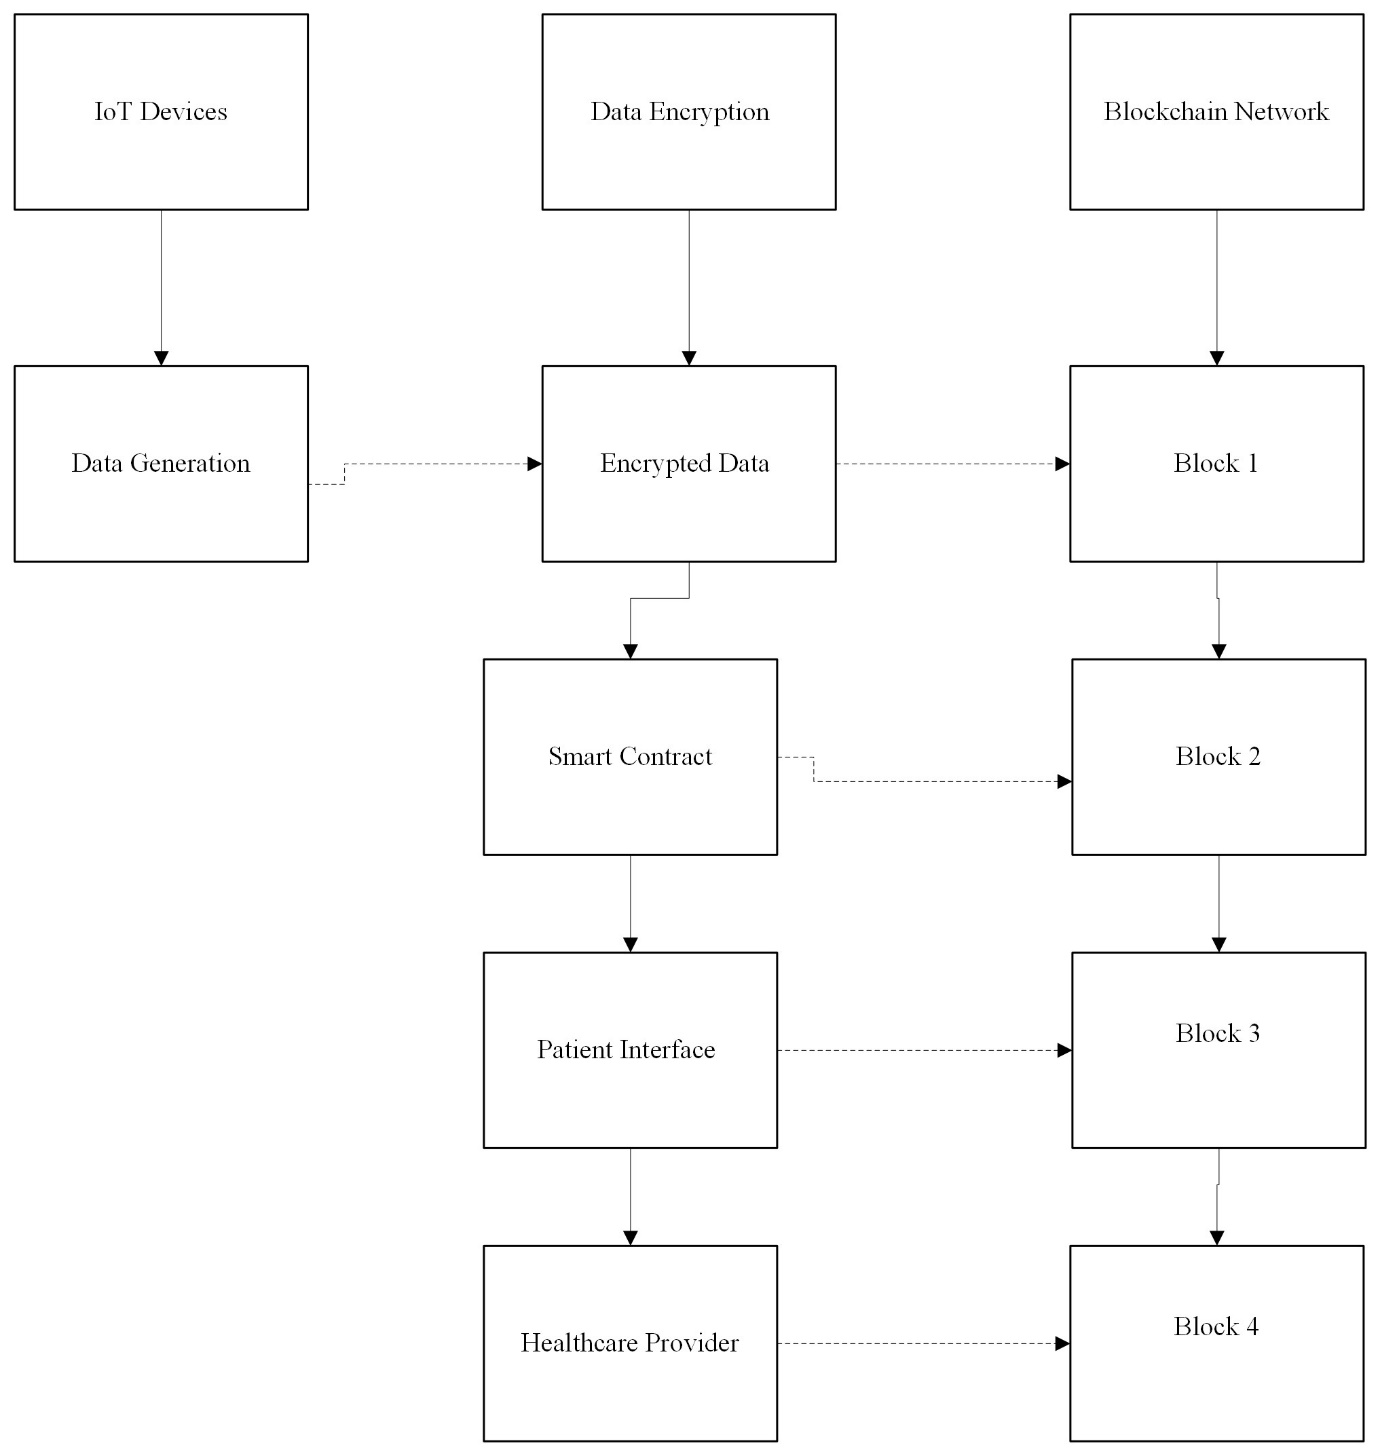 IoT Devices
Data Encryption
Blockchain Network
Data Generation
Encrypted Data
Block 1
Smart Contract
Block 2
Patient Interface
Block 3
Healthcare Provider
Block 4